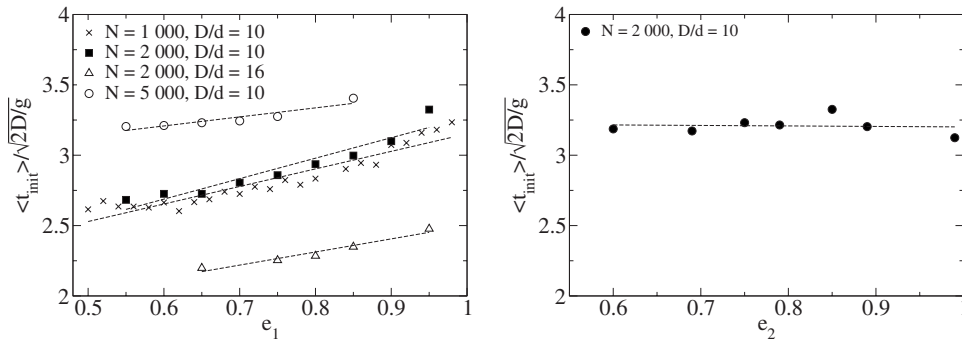 4
3.5
3
2.5
2
<t_init>/√2D/g
× N = 1 000, D/d = 10
■ N = 2 000, D/d = 10
△ N = 2 000, D/d = 16
○ N = 5 000, D/d = 10
0.5 0.6 0.7 0.8 0.9 1
e_1
4
3.5
3
2.5
2
<t_init>/√2D/g
● N = 2 000, D/d = 10
0.6 0.7 0.8 0.9 1
e_2